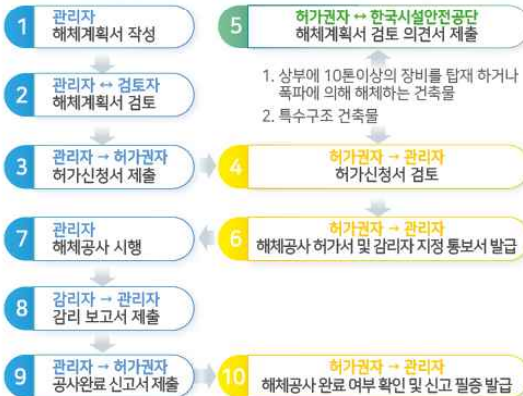 1
관리자
해체계획서 작성
5
허가권자 ↔ 한국시설안전공단
해체계획서 검토 의견서 제출
2
관리자 ↔ 검토자
해체계획서 검토
1. 상부에 10톤이상의 장비를 탑재 하거나
폭파에 의해 해체하는 건축물
2. 특수구조 건축물
3
관리자 → 허가권자
허가신청서 제출
4
허가권자 → 관리자
허가신청서 검토
7
관리자
해체공사 시행
6
허가권자 → 관리자
해체공사 허가서 및 감리자 지정 통보서 발급
8
감리자 → 관리자
감리 보고서 제출
9
관리자 → 허가권자
공사완료 신고서 제출
10
허가권자 → 관리자
해체공사 완료 여부 확인 및 신고 필증 발급